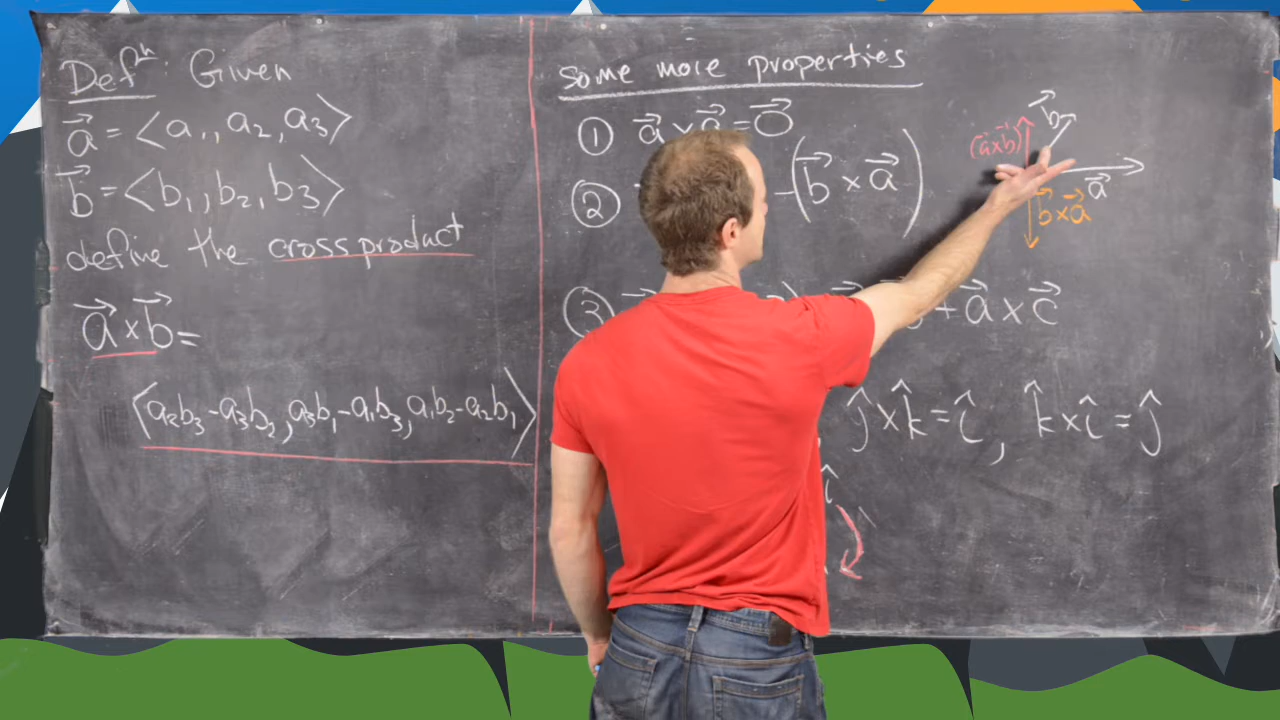 Defⁿ: Given
a⃗ = <a₁, a₂, a₃>
b⃗ = <b₁, b₂, b₃>
define the cross product
a⃗ × b⃗ =
<a₂b₃ - a₃b₂, a₃b₁ - a₁b₃, a₁b₂ - a₂b₁>
Some more properties
① a⃗ × a⃗ = 0⃗
② -(b⃗ × a⃗)
(a⃗×b⃗)
b⃗
a⃗
b⃗×a⃗
③ + a⃗ × c⃗
ĵ × k̂ = î, k̂ × î = ĵ
î